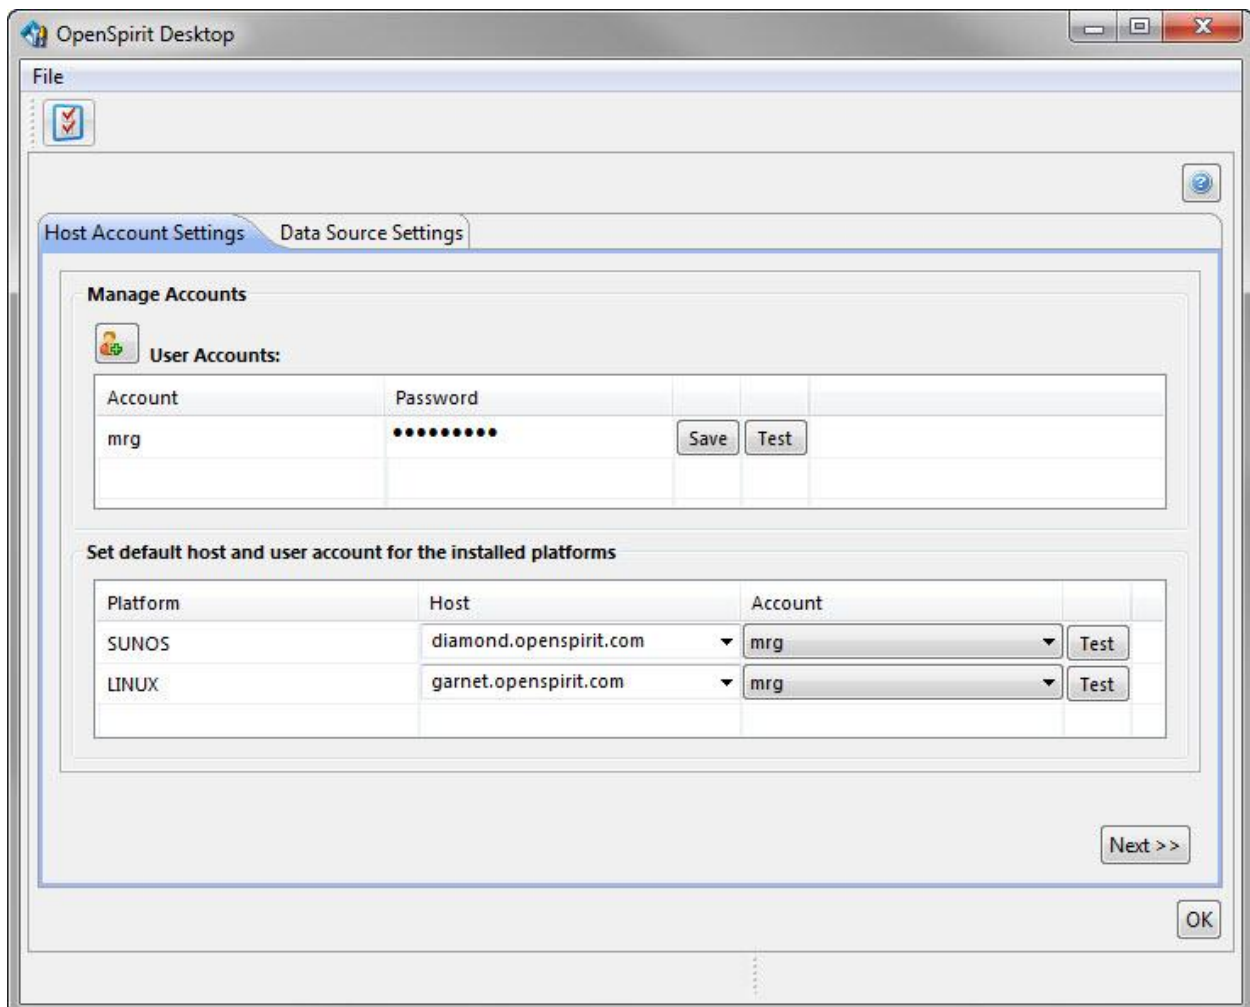 OpenSpirit Desktop
File
Host Account Settings Data Source Settings
Manage Accounts
User Accounts:
Account Password
mrg ••••••••• Save Test
Set default host and user account for the installed platforms
Platform Host Account
SUNOS diamond.openspirit.com mrg Test
LINUX garnet.openspirit.com mrg Test
Next >>
OK